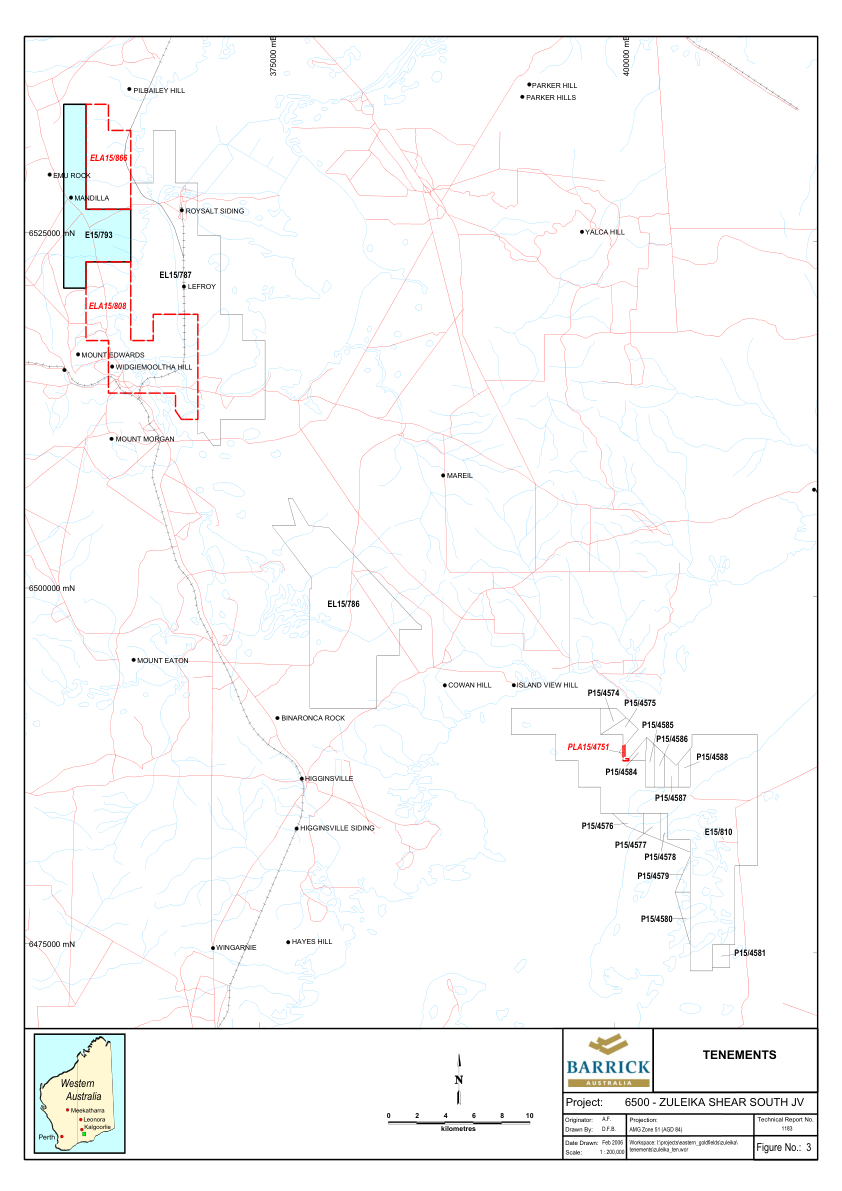 375000 mE
400000 mE
PILBAILEY HILL
PARKER HILL
PARKER HILLS
ELA15/866
EMU ROCK
MANDILLA
ROYSALT SIDING
6525000 mN
E15/793
YALCA HILL
EL15/787
LEFROY
ELA15/808
MOUNT EDWARDS
WIDGIEMOOLTHA HILL
MOUNT MORGAN
MAREIL
6500000 mN
EL15/786
MOUNT EATON
COWAN HILL
ISLAND VIEW HILL
P15/4574
P15/4575
BINARONCA ROCK
P15/4585
P15/4586
PLA15/4751
P15/4588
P15/4584
HIGGINSVILLE
P15/4587
P15/4576
HIGGINSVILLE SIDING
E15/810
P15/4577
P15/4578
P15/4579
P15/4580
6475000 mN
HAYES HILL
WINGARNIE
P15/4581
Western
Australia
Meekatharra
Leonora
Kalgoorlie
Perth
N
0 2 4 6 8 10
kilometres
BARRICK
AUSTRALIA
TENEMENTS
Project: 6500 - ZULEIKA SHEAR SOUTH JV
Originator: A.F.
Drawn By: D.F.B.
Projection:
AMG Zone 51 (AGD 84)
Technical Report No.
1183
Date Drawn: Feb 2006
Scale: 1 : 200,000
Workspace: l:\projects\eastern_goldfields\zuleika\
tenements\zuleika_ten.wor
Figure No.: 3